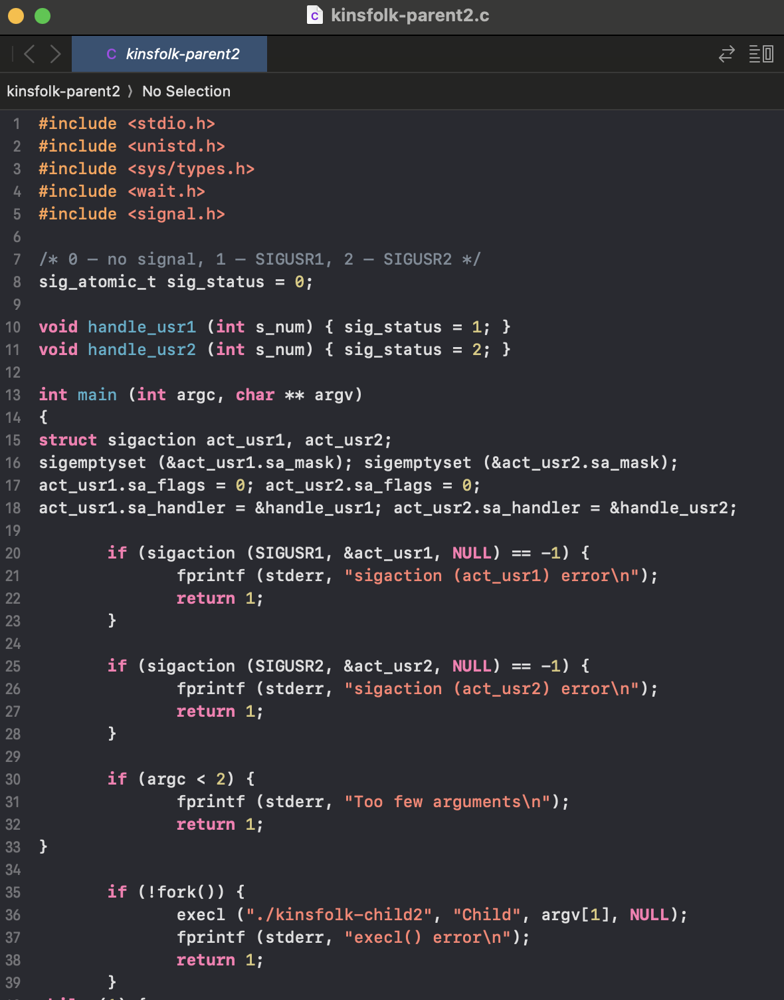 kinsfolk-parent2.c
kinsfolk-parent2
kinsfolk-parent2 〉 No Selection
1 #include <stdio.h>
2 #include <unistd.h>
3 #include <sys/types.h>
4 #include <wait.h>
5 #include <signal.h>
6
7 /* 0 — no signal, 1 — SIGUSR1, 2 — SIGUSR2 */
8 sig_atomic_t sig_status = 0;
9
10 void handle_usr1 (int s_num) { sig_status = 1; }
11 void handle_usr2 (int s_num) { sig_status = 2; }
12
13 int main (int argc, char ** argv)
14 {
15 struct sigaction act_usr1, act_usr2;
16 sigemptyset (&act_usr1.sa_mask); sigemptyset (&act_usr2.sa_mask);
17 act_usr1.sa_flags = 0; act_usr2.sa_flags = 0;
18 act_usr1.sa_handler = &handle_usr1; act_usr2.sa_handler = &handle_usr2;
19
20 if (sigaction (SIGUSR1, &act_usr1, NULL) == -1) {
21 fprintf (stderr, "sigaction (act_usr1) error\n");
22 return 1;
23 }
24
25 if (sigaction (SIGUSR2, &act_usr2, NULL) == -1) {
26 fprintf (stderr, "sigaction (act_usr2) error\n");
27 return 1;
28 }
29
30 if (argc < 2) {
31 fprintf (stderr, "Too few arguments\n");
32 return 1;
33 }
34
35 if (!fork()) {
36 execl ("./kinsfolk-child2", "Child", argv[1], NULL);
37 fprintf (stderr, "execl() error\n");
38 return 1;
39 }